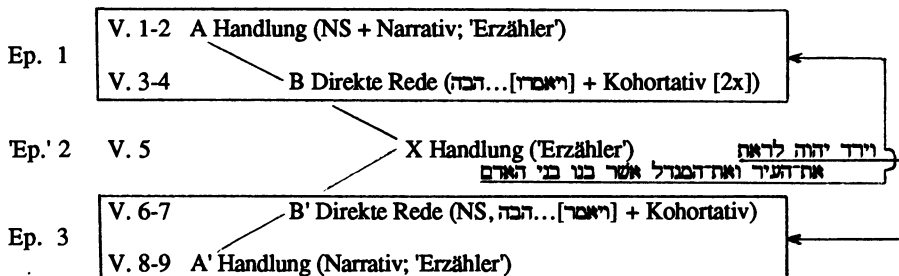 V. 1-2 A Handlung (NS + Narrativ; 'Erzähler')
Ep. 1
V. 3-4 B Direkte Rede (הבה...[ויאמרו] + Kohortativ [2x])
'Ep.' 2 V. 5 X Handlung ('Erzähler') וירד יהוה לראת
את־העיר ואת־המגדל אשר בנו בני האדם
V. 6-7 B' Direkte Rede (NS, הבה...[ויאמר] + Kohortativ)
Ep. 3
V. 8-9 A' Handlung (Narrativ; 'Erzähler')